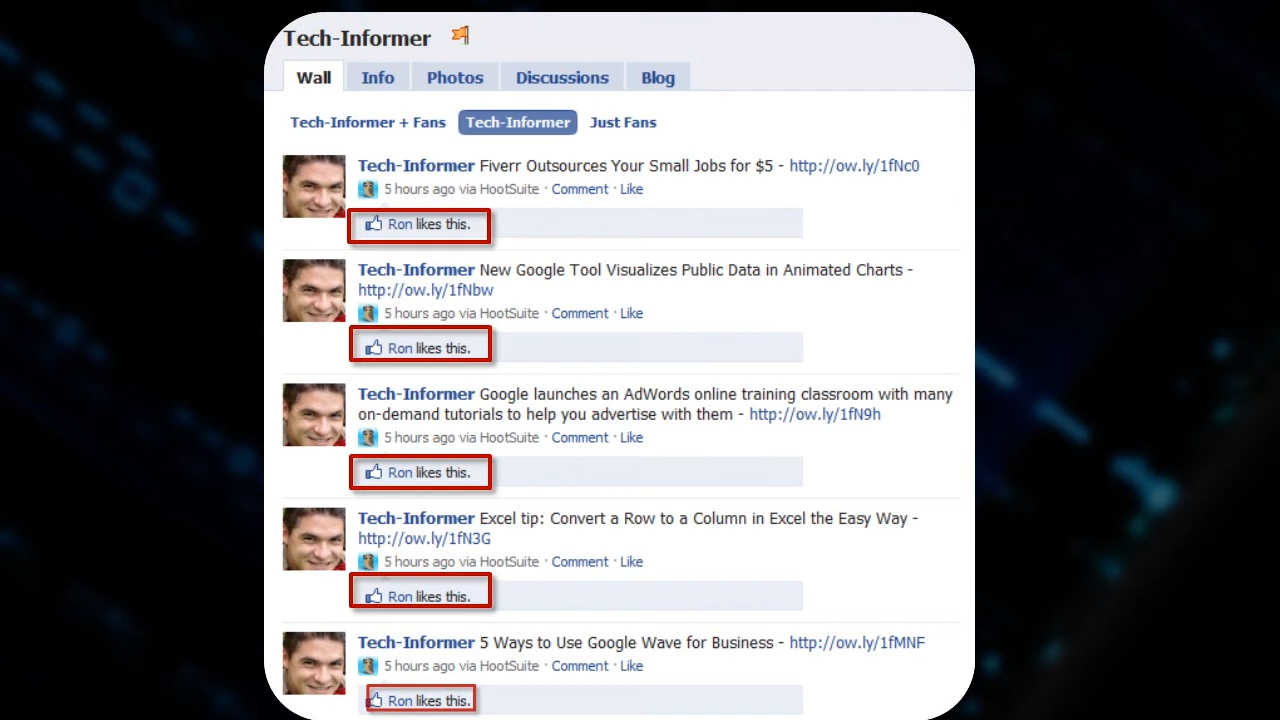 Tech-Informer
Wall Info Photos Discussions Blog
Tech-Informer + Fans Tech-Informer Just Fans
Tech-Informer Fiverr Outsources Your Small Jobs for $5 - http://ow.ly/1fNc0
5 hours ago via HootSuite · Comment · Like
Ron likes this.
Tech-Informer New Google Tool Visualizes Public Data in Animated Charts -
http://ow.ly/1fNbw
5 hours ago via HootSuite · Comment · Like
Ron likes this.
Tech-Informer Google launches an AdWords online training classroom with many
on-demand tutorials to help you advertise with them - http://ow.ly/1fN9h
5 hours ago via HootSuite · Comment · Like
Ron likes this.
Tech-Informer Excel tip: Convert a Row to a Column in Excel the Easy Way -
http://ow.ly/1fN3G
5 hours ago via HootSuite · Comment · Like
Ron likes this.
Tech-Informer 5 Ways to Use Google Wave for Business - http://ow.ly/1fMNF
5 hours ago via HootSuite · Comment · Like
Ron likes this.